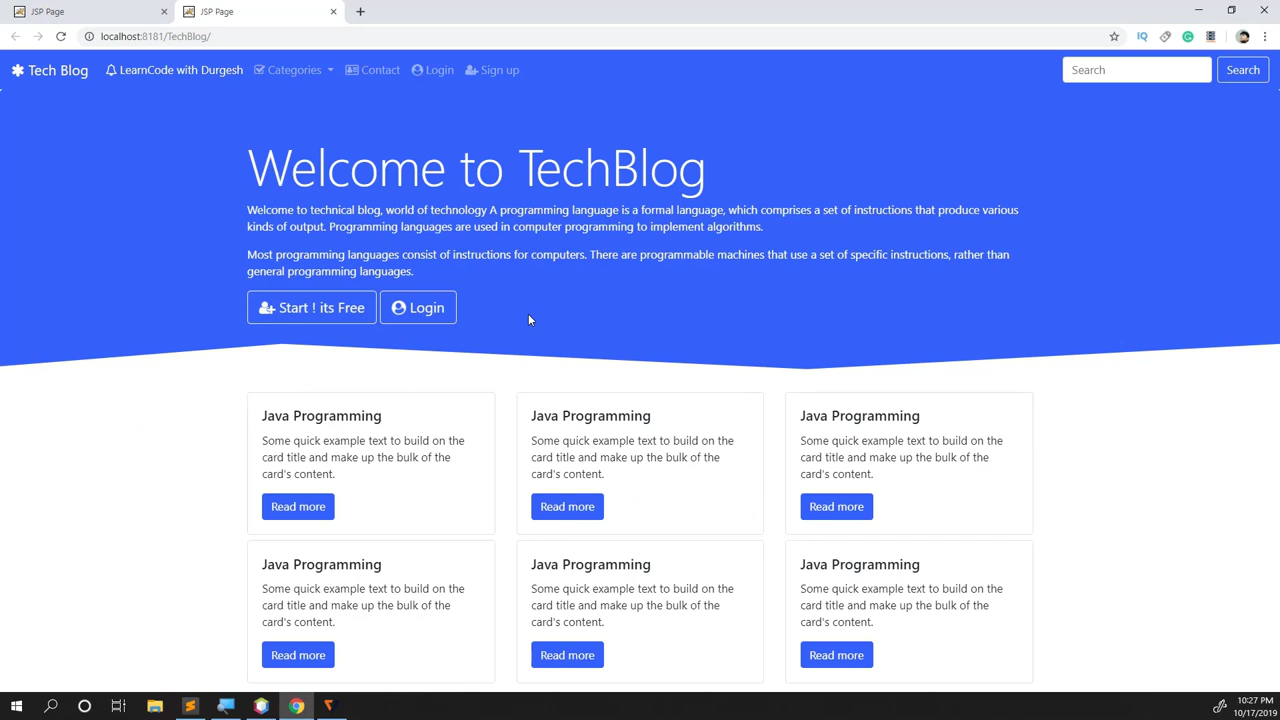 JSP Page
JSP Page
localhost:8181/TechBlog/
IQ
Tech Blog LearnCode with Durgesh Categories Contact Login Sign up Search Search
Welcome to TechBlog
Welcome to technical blog, world of technology A programming language is a formal language, which comprises a set of instructions that produce various
kinds of output. Programming languages are used in computer programming to implement algorithms.
Most programming languages consist of instructions for computers. There are programmable machines that use a set of specific instructions, rather than
general programming languages.
Start ! its Free Login
Java Programming
Some quick example text to build on the
card title and make up the bulk of the
card's content.
Read more
Java Programming
Some quick example text to build on the
card title and make up the bulk of the
card's content.
Read more
Java Programming
Some quick example text to build on the
card title and make up the bulk of the
card's content.
Read more
Java Programming
Some quick example text to build on the
card title and make up the bulk of the
card's content.
Read more
Java Programming
Some quick example text to build on the
card title and make up the bulk of the
card's content.
Read more
Java Programming
Some quick example text to build on the
card title and make up the bulk of the
card's content.
Read more
10:27 PM
10/17/2019